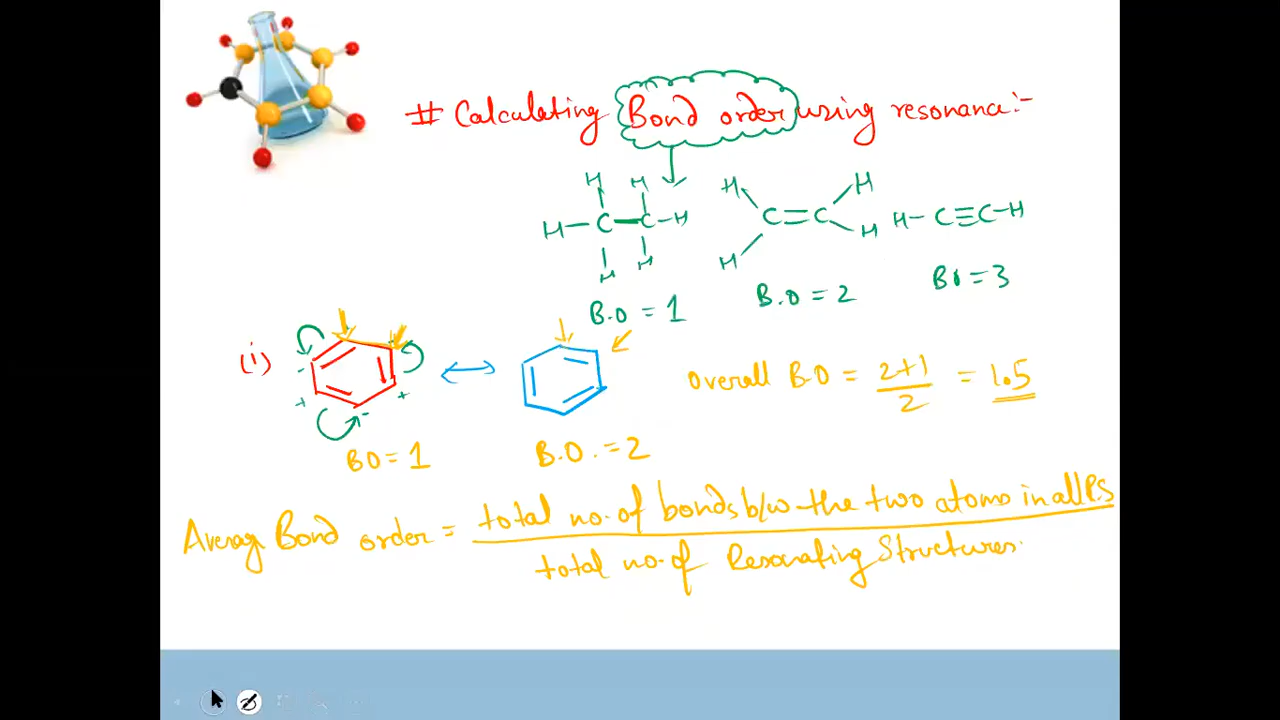 # Calculating Bond order using resonance:-
H H
H-C-C-H
H H
H H
C=C
H H
H-C≡C-H
B.O = 1
B.O = 2
BO = 3
(i)
- + - +
Overall B.O = 2+1 / 2 = 1.5
BO = 1
B.O. = 2
Average Bond order = total no. of bonds b/w the two atoms in all R.S
total no. of Resonating Structures.